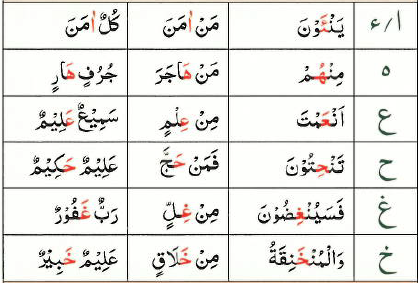 ا/ء يَنْـَٔوْنَ مَنْ اٰمَنَ كُلٌّ اٰمَنَ
ه مِنْهُمْ مَنْ هَاجَرَ جُرُفٍ هَارٍ
ع اَنْعَمْتَ مِنْ عِلْمٍ سَمِيْعٌ عَلِيْمٌ
ح تَنْحِتُوْنَ فَمَنْ حَجَّ عَلِيْمٌ حَكِيْمٌ
غ فَسَيُنْغِضُوْنَ مِنْ غِلٍّ رَبٌّ غَفُوْرٌ
خ وَالْمُنْخَنِقَةُ مِنْ خَلَاقٍ عَلِيْمٌ خَبِيْرٌ